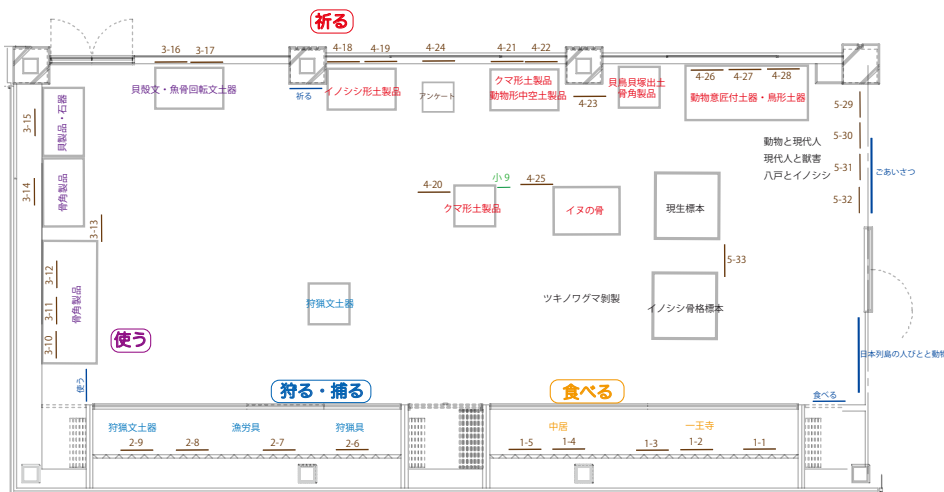 祈る
3-16
3-17
4-18
4-19
4-24
4-21
4-22
貝殻文・魚骨回転文土器
祈る
イノシシ形土製品
アンケート
クマ形土製品
動物形中空土製品
4-23
貝鳥貝塚出土
骨角製品
4-26
4-27
4-28
動物意匠付土器・鳥形土器
5-29
5-30
5-31
5-32
動物と現代人
現代人と獣害
八戸とイノシシ
ごあいさつ
3-15
貝製品・石器
3-14
骨角製品
3-13
3-12
3-11
3-10
骨角製品
4-20
小9
4-25
クマ形土製品
イヌの骨
現生標本
5-33
狩猟文土器
ツキノワグマ剥製
イノシシ骨格標本
使う
使う
狩る・捕る
食べる
日本列島の人びとと動物
食べる
狩猟文土器
漁労具
狩猟具
中居
一王寺
2-9
2-8
2-7
2-6
1-5
1-4
1-3
1-2
1-1